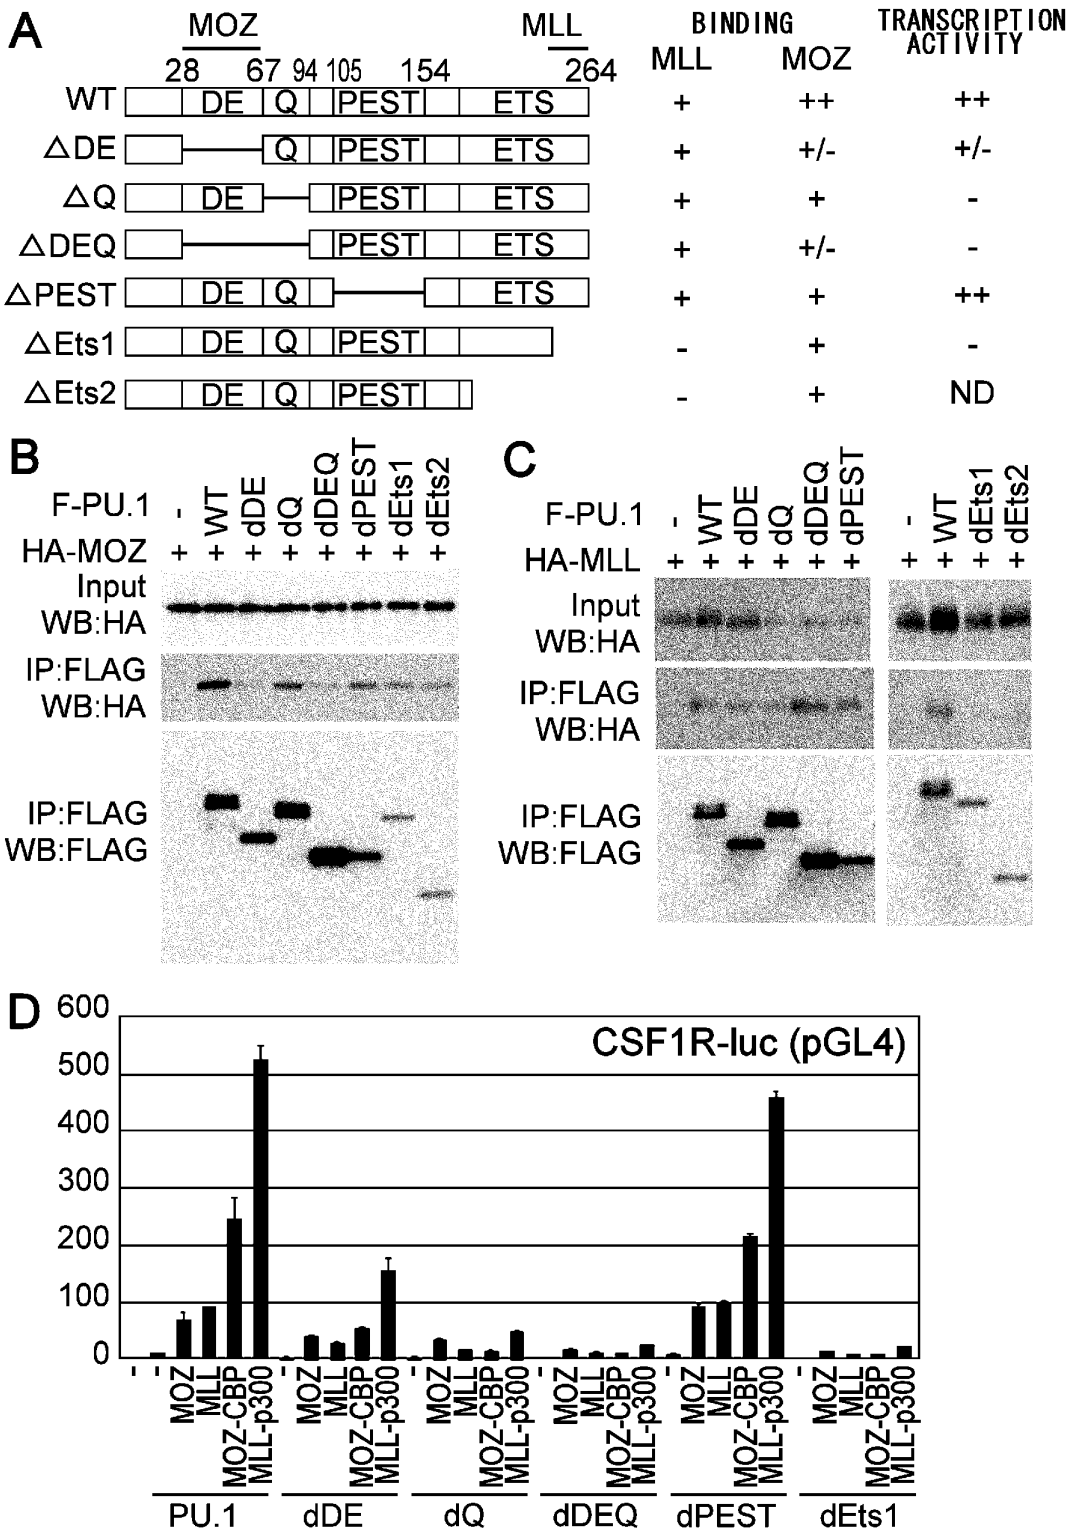 A MOZ MLL BINDING TRANSCRIPTION ACTIVITY
28 67 94 105 154 264 MLL MOZ
WT DE Q PEST ETS + ++ ++
△DE Q PEST ETS + +/- +/-
△Q DE PEST ETS + + -
△DEQ PEST ETS + +/- -
△PEST DE Q ETS + + ++
△Ets1 DE Q PEST - + -
△Ets2 DE Q PEST - + ND
B
F-PU.1 - WT dDE dQ dDEQ dPEST dEts1 dEts2
HA-MOZ + + + + + + + +
Input
WB:HA
IP:FLAG
WB:HA
IP:FLAG
WB:FLAG
C
F-PU.1 - WT dDE dQ dDEQ dPEST - WT dEts1 dEts2
HA-MLL + + + + + + + + + +
Input
WB:HA
IP:FLAG
WB:HA
IP:FLAG
WB:FLAG
D
CSF1R-luc (pGL4)
600
500
400
300
200
100
0
- - MOZ MLL MOZ-CBP MLL-p300 - MOZ MLL MOZ-CBP MLL-p300 - MOZ MLL MOZ-CBP MLL-p300 - MOZ MLL MOZ-CBP MLL-p300 - MOZ MLL MOZ-CBP MLL-p300 - MOZ MLL MOZ-CBP MLL-p300
PU.1 dDE dQ dDEQ dPEST dEts1